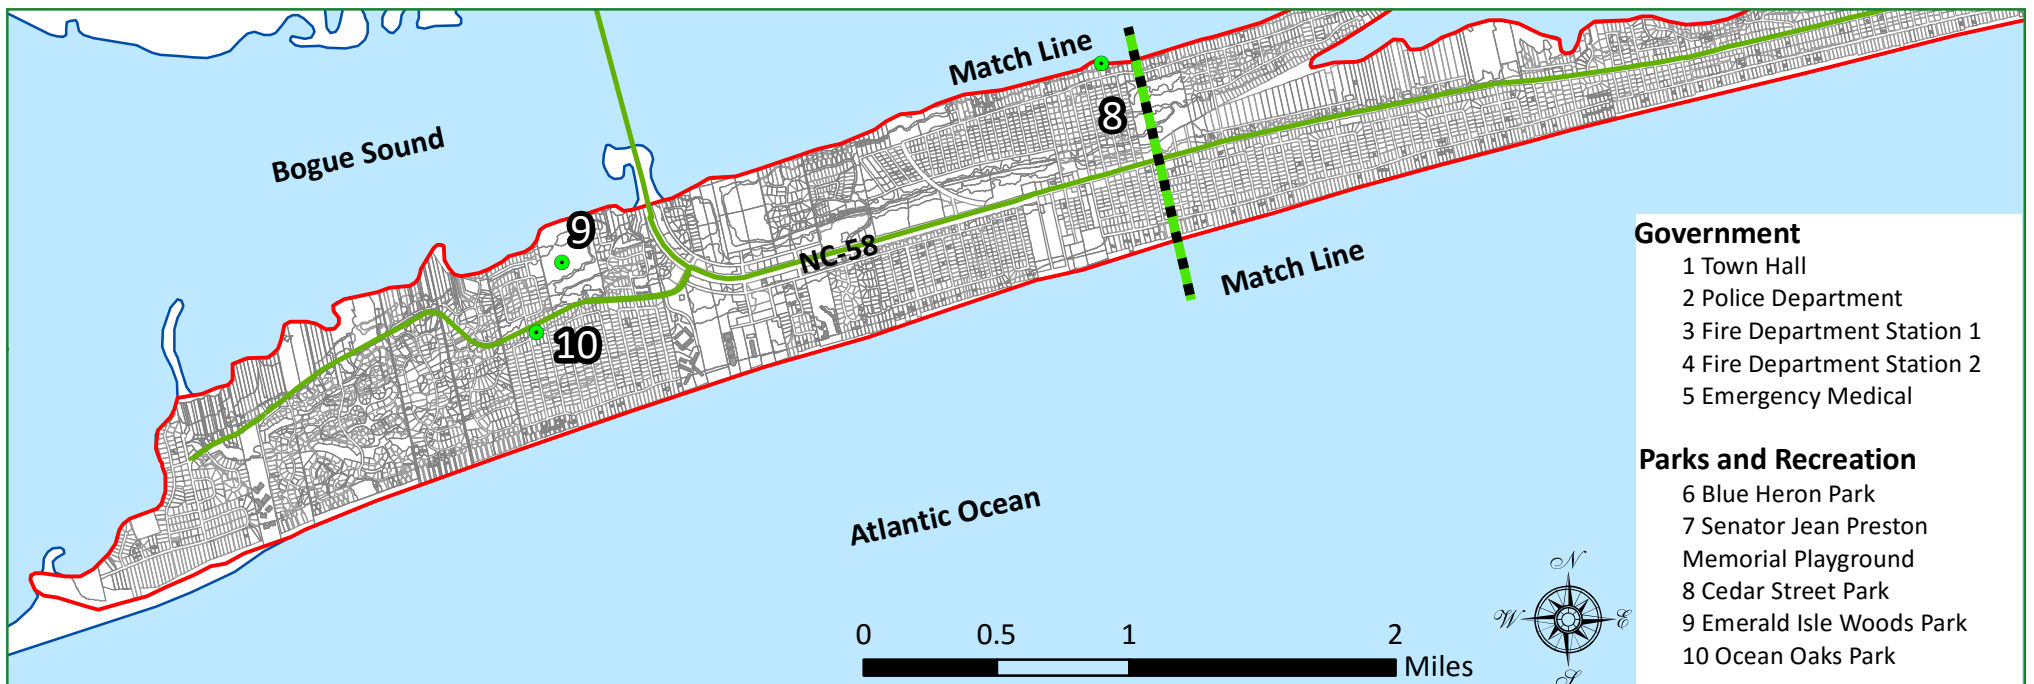 Match Line
8
Bogue Sound
9
NC-58
Match Line
10
Atlantic Ocean
Government
1 Town Hall
2 Police Department
3 Fire Department Station 1
4 Fire Department Station 2
5 Emergency Medical
Parks and Recreation
6 Blue Heron Park
7 Senator Jean Preston
Memorial Playground
8 Cedar Street Park
9 Emerald Isle Woods Park
10 Ocean Oaks Park
N
W E
S
0 0.5 1 2
Miles